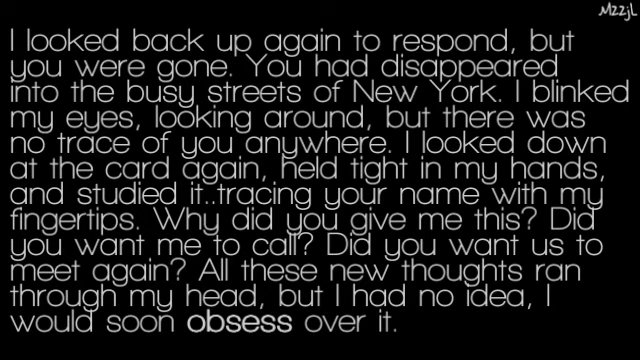 MzzjL
I looked back up again to respond, but
you were gone. You had disappeared
into the busy streets of New York. I blinked
my eyes, looking around, but there was
no trace of you anywhere. I looked down
at the card again, held tight in my hands,
and studied it..tracing your name with my
fingertips. Why did you give me this? Did
you want me to call? Did you want us to
meet again? All these new thoughts ran
through my head, but I had no idea, I
would soon obsess over it.